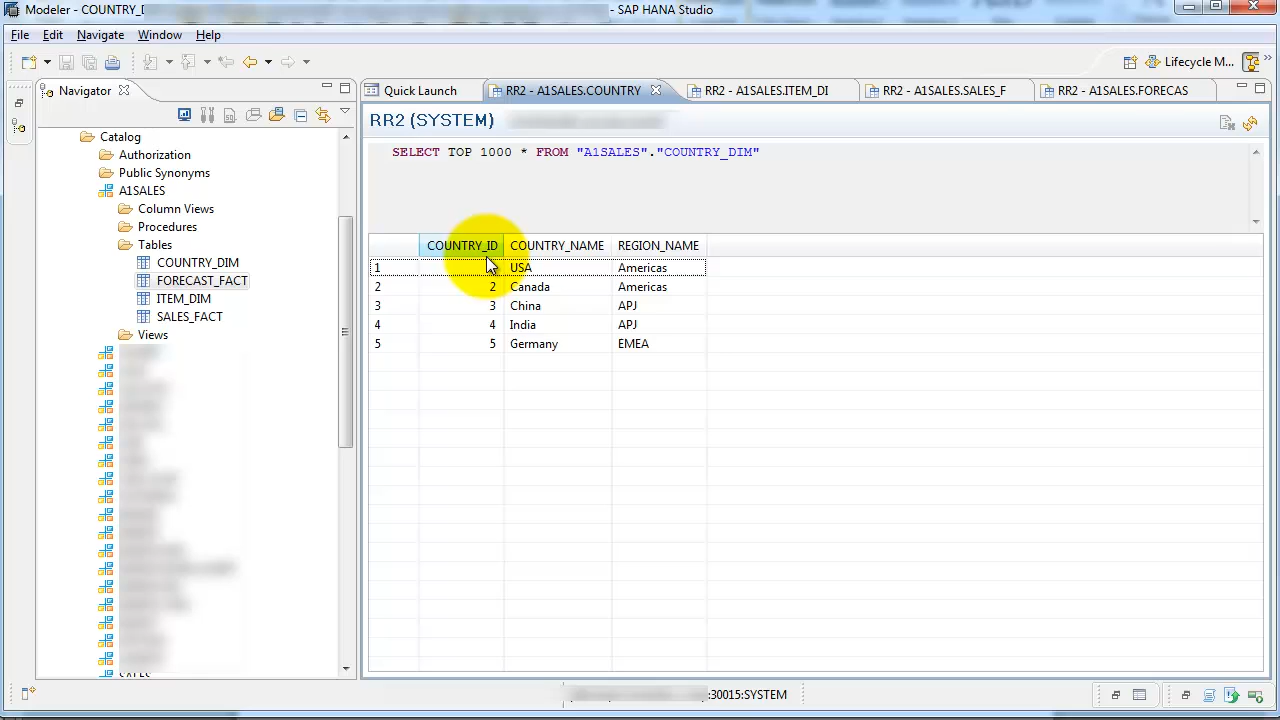 Modeler - COUNTRY_D - SAP HANA Studio
File Edit Navigate Window Help
Lifecycle M...
Navigator
Quick Launch
RR2 - A1SALES.COUNTRY
RR2 - A1SALES.ITEM_DI
RR2 - A1SALES.SALES_F
RR2 - A1SALES.FORECAS
RR2 (SYSTEM)
SELECT TOP 1000 * FROM "A1SALES"."COUNTRY_DIM"
Catalog
Authorization
Public Synonyms
A1SALES
Column Views
Procedures
Tables
COUNTRY_DIM
FORECAST_FACT
ITEM_DIM
SALES_FACT
Views
COUNTRY_ID COUNTRY_NAME REGION_NAME
1 USA Americas
2 2 Canada Americas
3 3 China APJ
4 4 India APJ
5 5 Germany EMEA
:30015:SYSTEM